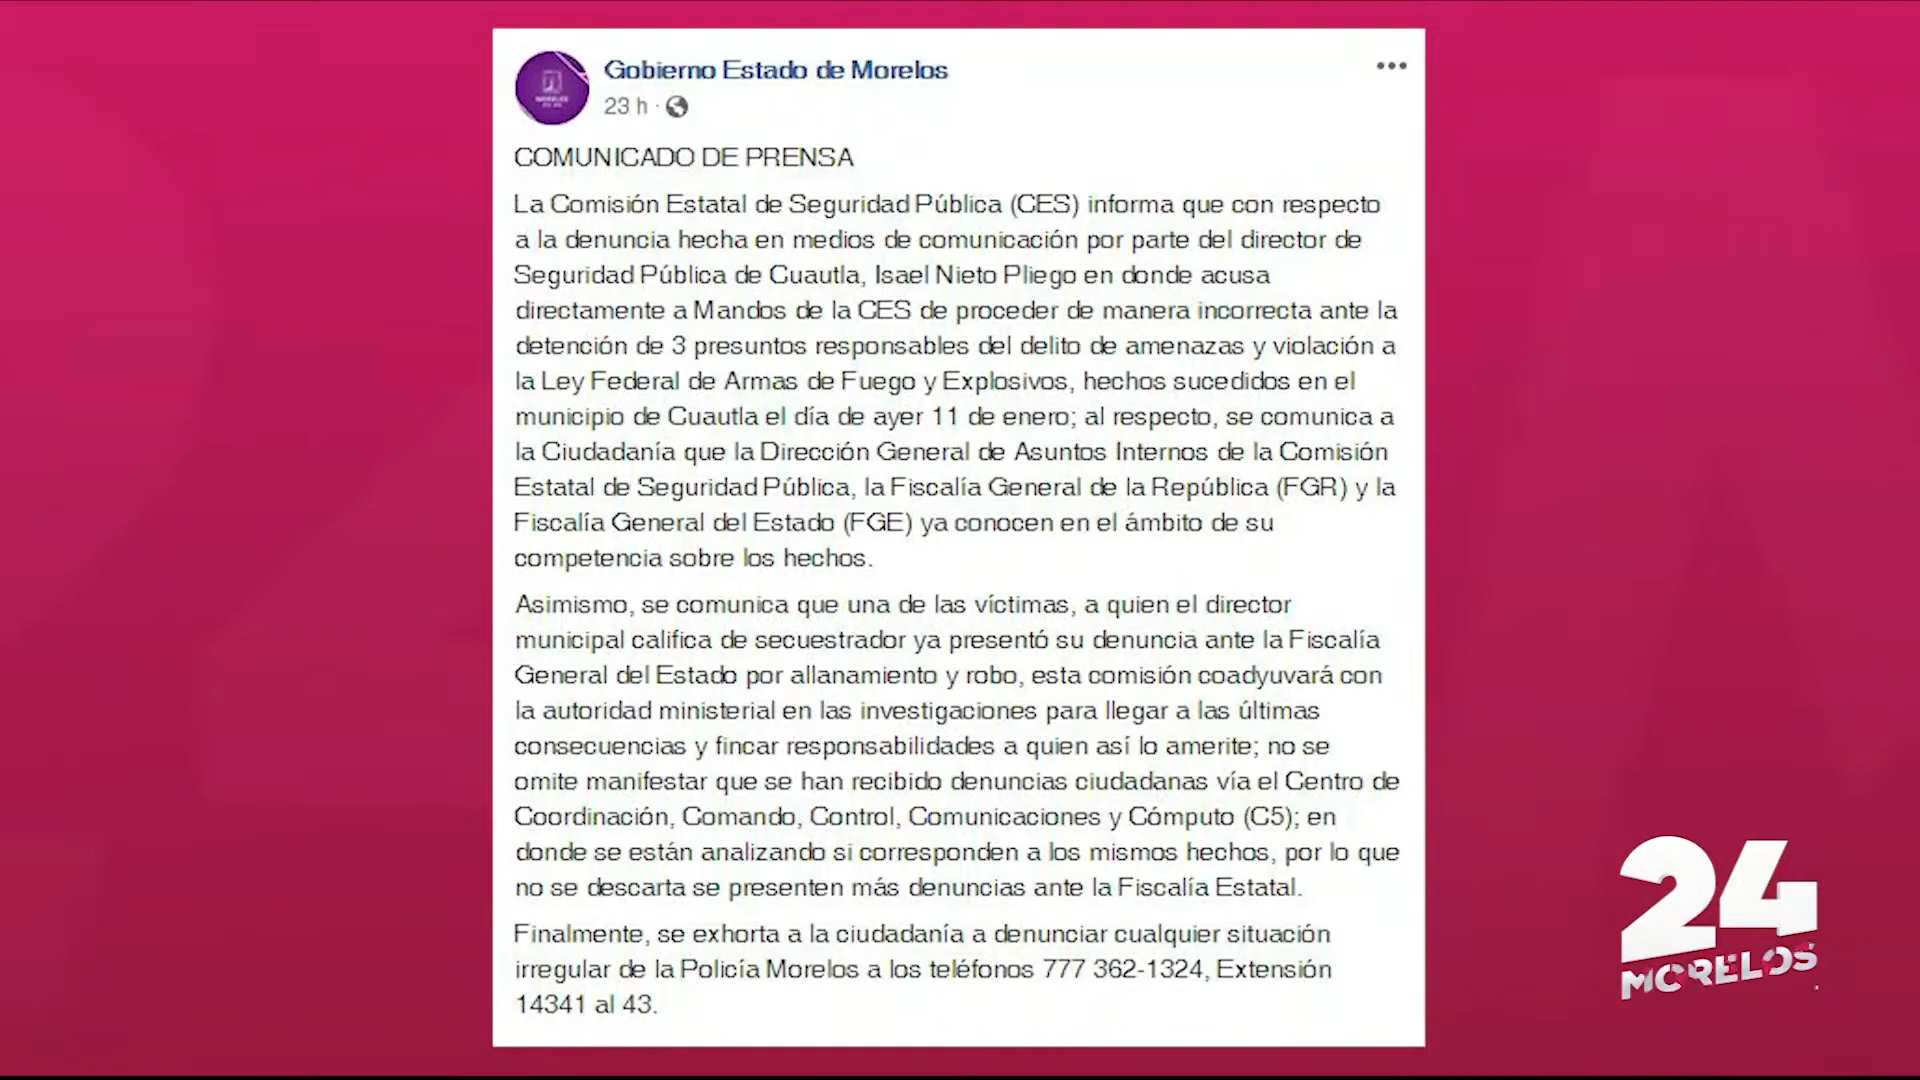 Gobierno Estado de Morelos
23 h ·
COMUNICADO DE PRENSA
La Comisión Estatal de Seguridad Pública (CES) informa que con respecto
a la denuncia hecha en medios de comunicación por parte del director de
Seguridad Pública de Cuautla, Isael Nieto Pliego en donde acusa
directamente a Mandos de la CES de proceder de manera incorrecta ante la
detención de 3 presuntos responsables del delito de amenazas y violación a
la Ley Federal de Armas de Fuego y Explosivos, hechos sucedidos en el
municipio de Cuautla el día de ayer 11 de enero; al respecto, se comunica a
la Ciudadanía que la Dirección General de Asuntos Internos de la Comisión
Estatal de Seguridad Pública, la Fiscalía General de la República (FGR) y la
Fiscalía General del Estado (FGE) ya conocen en el ámbito de su
competencia sobre los hechos.
Asimismo, se comunica que una de las víctimas, a quien el director
municipal califica de secuestrador ya presentó su denuncia ante la Fiscalía
General del Estado por allanamiento y robo, esta comisión coadyuvará con
la autoridad ministerial en las investigaciones para llegar a las últimas
consecuencias y fincar responsabilidades a quien así lo amerite; no se
omite manifestar que se han recibido denuncias ciudadanas vía el Centro de
Coordinación, Comando, Control, Comunicaciones y Cómputo (C5); en
donde se están analizando si corresponden a los mismos hechos, por lo que
no se descarta se presenten más denuncias ante la Fiscalía Estatal.
Finalmente, se exhorta a la ciudadanía a denunciar cualquier situación
irregular de la Policía Morelos a los teléfonos 777 362-1324, Extensión
14341 al 43.
24
MORELOS